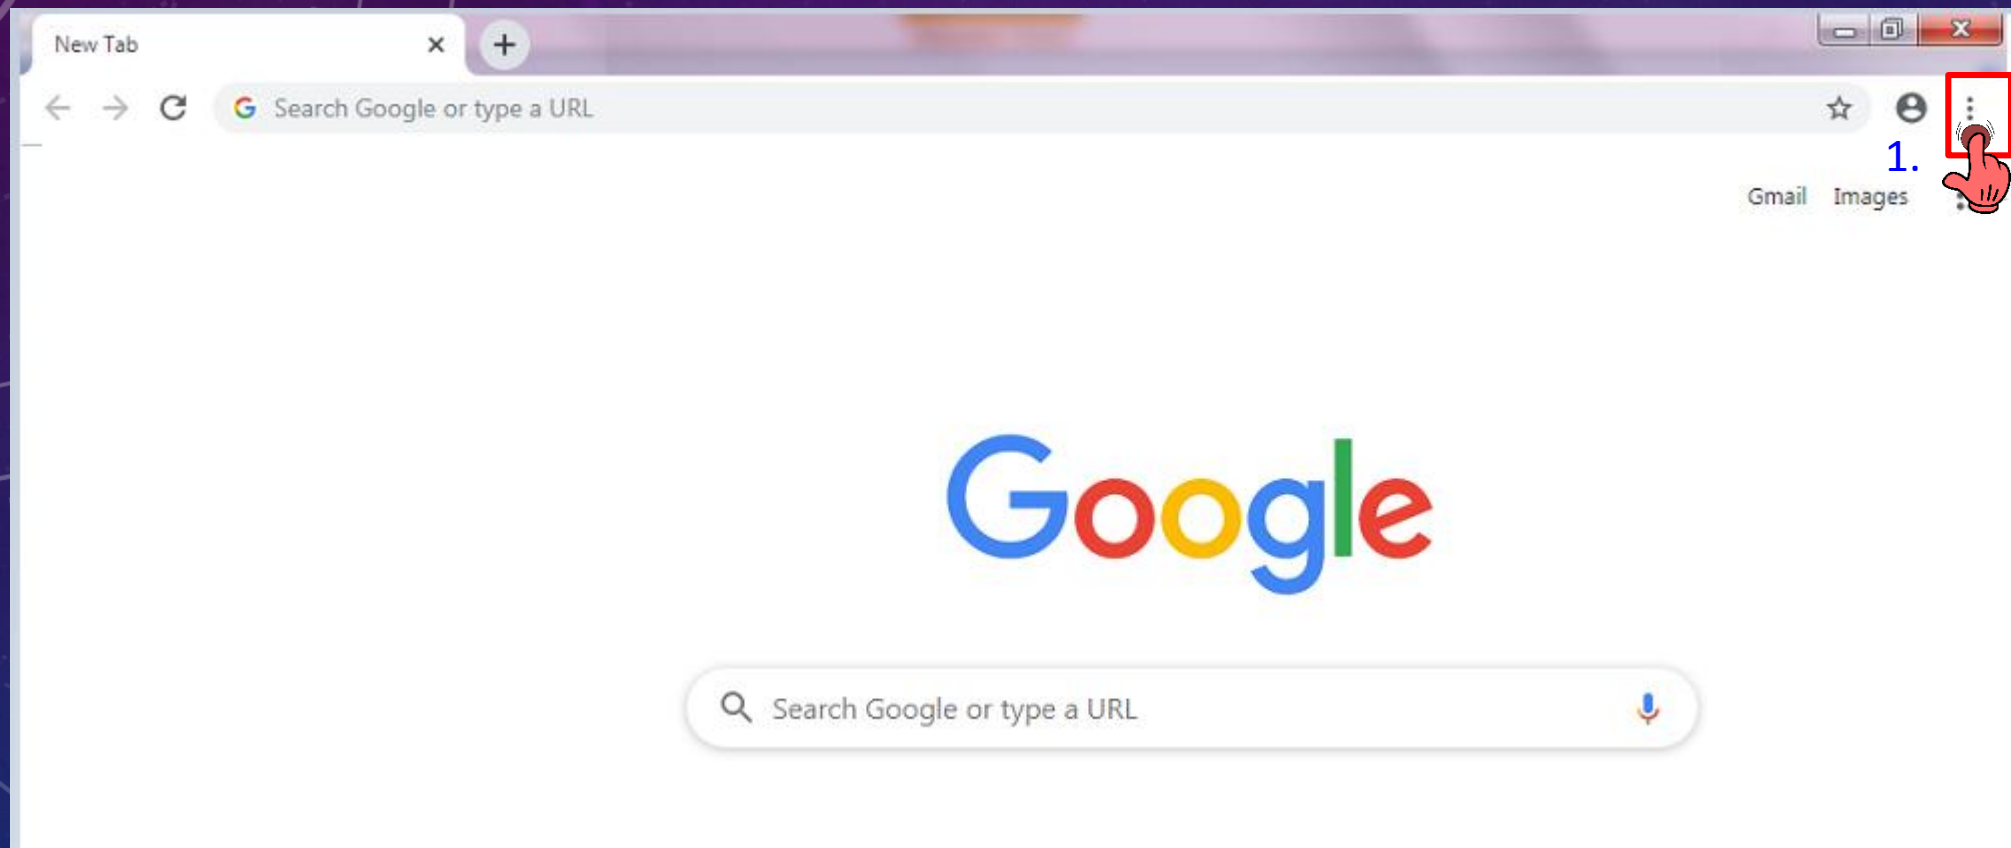 New Tab
G Search Google or type a URL
1.
Gmail Images
Google
Search Google or type a URL